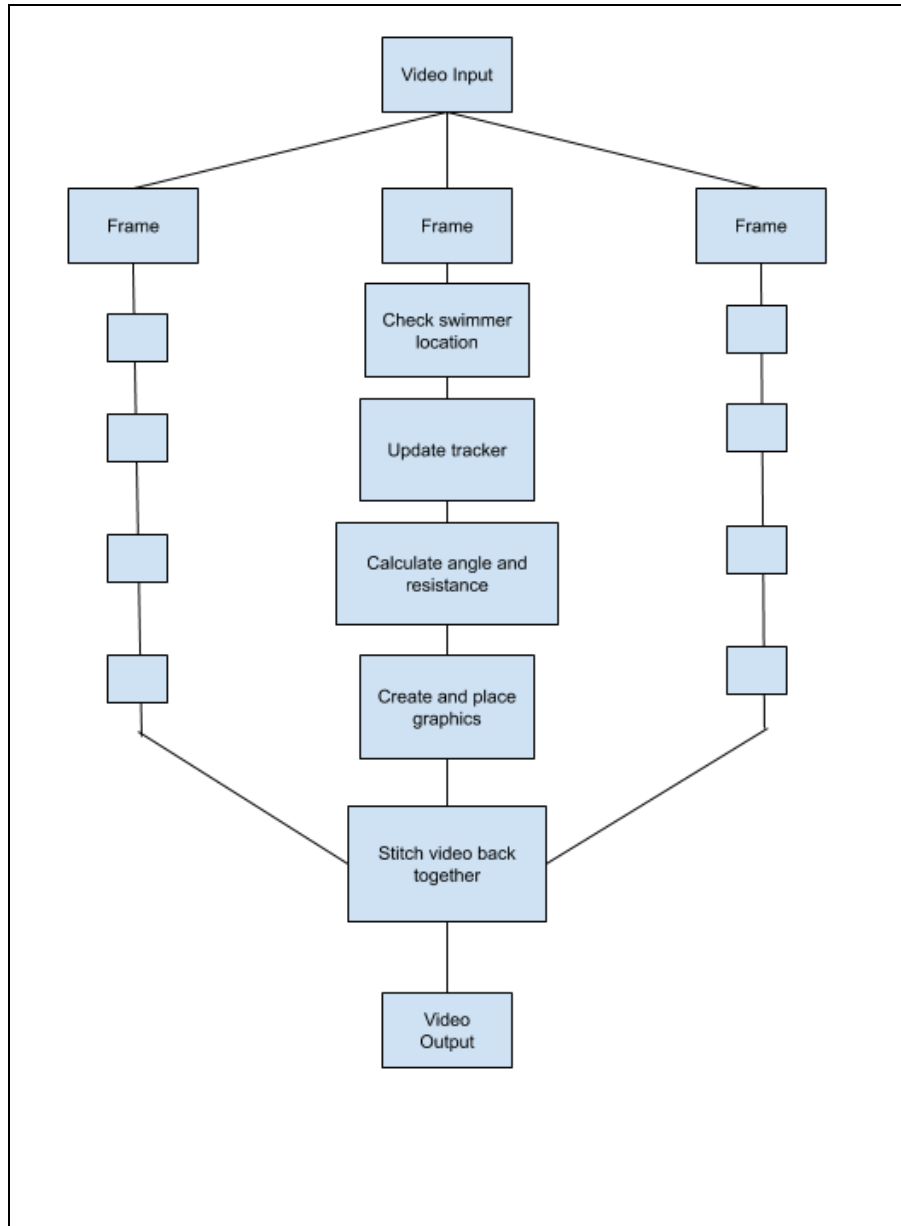 Video Input
Frame
Frame
Frame
Check swimmer
location
Update tracker
Calculate angle and
resistance
Create and place
graphics
Stitch video back
together
Video
Output